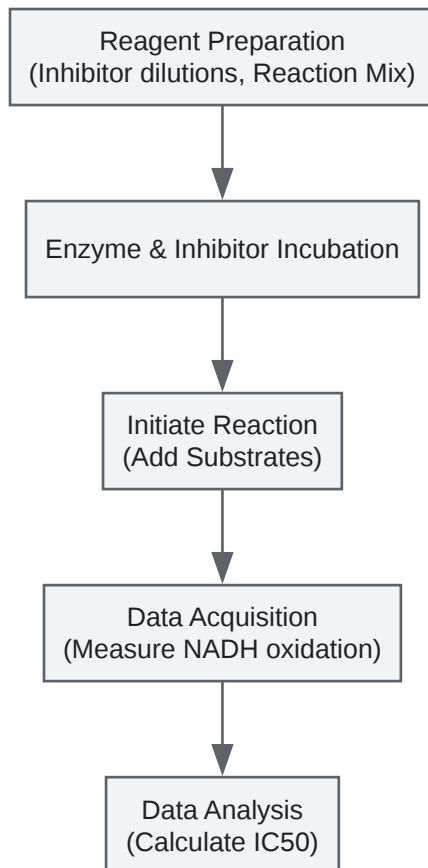 Reagent Preparation
(Inhibitor dilutions, Reaction Mix)
Enzyme & Inhibitor Incubation
Initiate Reaction
(Add Substrates)
Data Acquisition
(Measure NADH oxidation)
Data Analysis
(Calculate IC50)